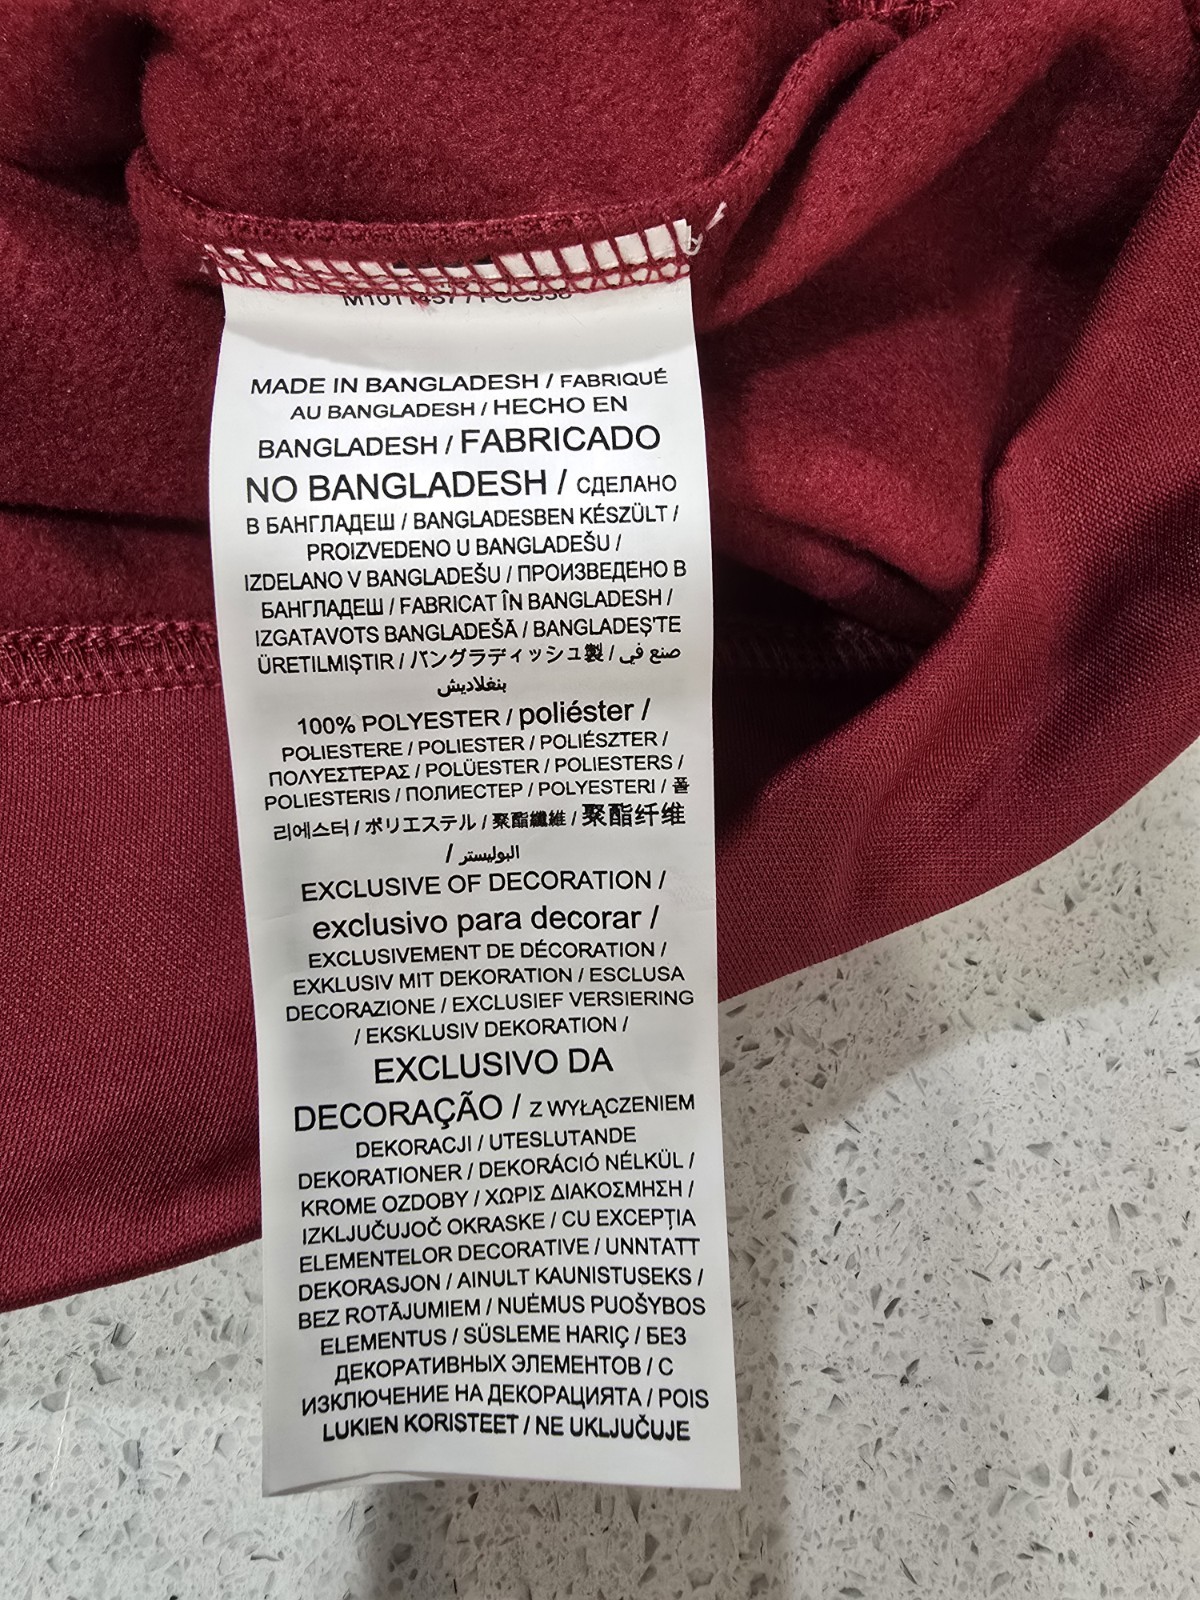 MADE IN BANGLADESH / FABRIQUÉ
AU BANGLADESH / HECHO EN
BANGLADESH / FABRICADO
NO BANGLADESH / СДЕЛАНО
В БАНГЛАДЕШ / BANGLADESBEN KÉSZÜLT /
PROIZVEDENO U BANGLADEŠU /
IZDELANO V BANGLADEŠU / ПРОИЗВЕДЕНО В
БАНГЛАДЕШ / FABRICAT ÎN BANGLADESH /
IZGATAVOTS BANGLADEŠĀ / BANGLADEŞ'TE
ÜRETILMIŞTIR / バングラディッシュ製 / صنع في
بنغلاديش
100% POLYESTER / poliéster /
POLIESTERE / POLIESTER / POLIÉSZTER /
ΠΟΛΥΕΣΤΕΡΑΣ / POLÜESTER / POLIESTERS /
POLIESTERIS / ПОЛИЕСТЕР / POLYESTERI / 폴
리에스터 / ポリエステル / 聚酯纖維 / 聚酯纤维
/ البوليستر
EXCLUSIVE OF DECORATION /
exclusivo para decorar /
EXCLUSIVEMENT DE DÉCORATION /
EXKLUSIV MIT DEKORATION / ESCLUSA
DECORAZIONE / EXCLUSIEF VERSIERING
/ EKSKLUSIV DEKORATION /
EXCLUSIVO DA
DECORAÇÃO / Z WYŁĄCZENIEM
DEKORACJI / UTESLUTANDE
DEKORATIONER / DEKORÁCIÓ NÉLKÜL /
KROME OZDOBY / ΧΩΡΙΣ ΔΙΑΚΟΣΜΗΣΗ /
IZKLJUČUJOČ OKRASKE / CU EXCEPŢIA
ELEMENTELOR DECORATIVE / UNNTATT
DEKORASJON / AINULT KAUNISTUSEKS /
BEZ ROTĀJUMIEM / NUÉMUS PUOŠYBOS
ELEMENTUS / SÜSLEME HARIÇ / БЕЗ
ДЕКОРАТИВНЫХ ЭЛЕМЕНТОВ / С
ИЗКЛЮЧЕНИЕ НА ДЕКОРАЦИЯТА / POIS
LUKIEN KORISTEET / NE UKLJUČUJE